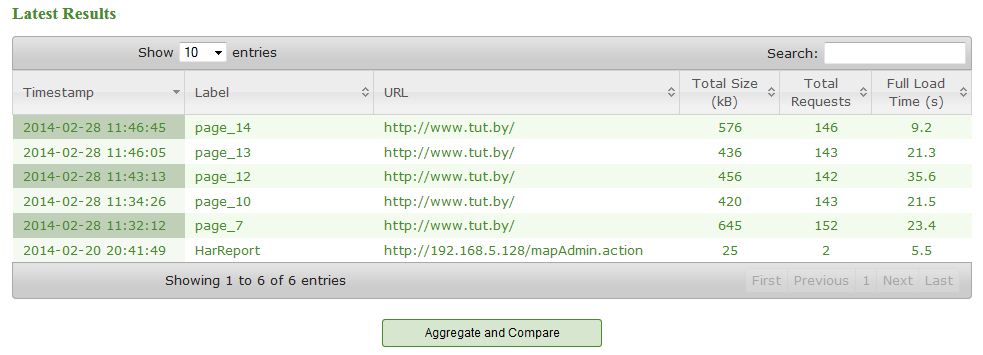 Latest Results
Show 10 entries Search:
Timestamp Label URL Total Size (kB) Total Requests Full Load Time (s)
2014-02-28 11:46:45 page_14 http://www.tut.by/ 576 146 9.2
2014-02-28 11:46:05 page_13 http://www.tut.by/ 436 143 21.3
2014-02-28 11:43:13 page_12 http://www.tut.by/ 456 142 35.6
2014-02-28 11:34:26 page_10 http://www.tut.by/ 420 143 21.5
2014-02-28 11:32:12 page_7 http://www.tut.by/ 645 152 23.4
2014-02-20 20:41:49 HarReport http://192.168.5.128/mapAdmin.action 25 2 5.5
Showing 1 to 6 of 6 entries First Previous 1 Next Last
Aggregate and Compare